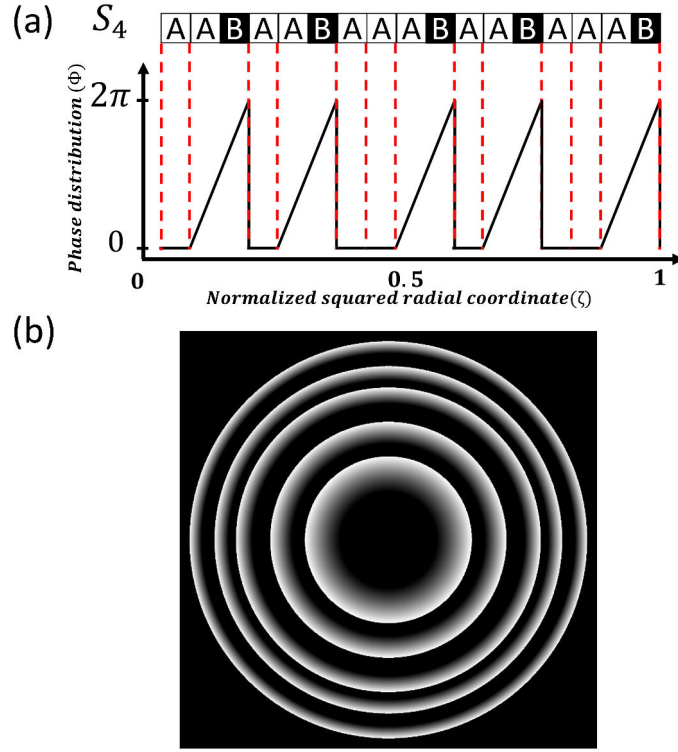 (a)
S₄ A A B A A B A A A B A A B A A A B
Phase distribution (Φ)
2π
0
0 0.5 1
Normalized squared radial coordinate(ζ)
(b)